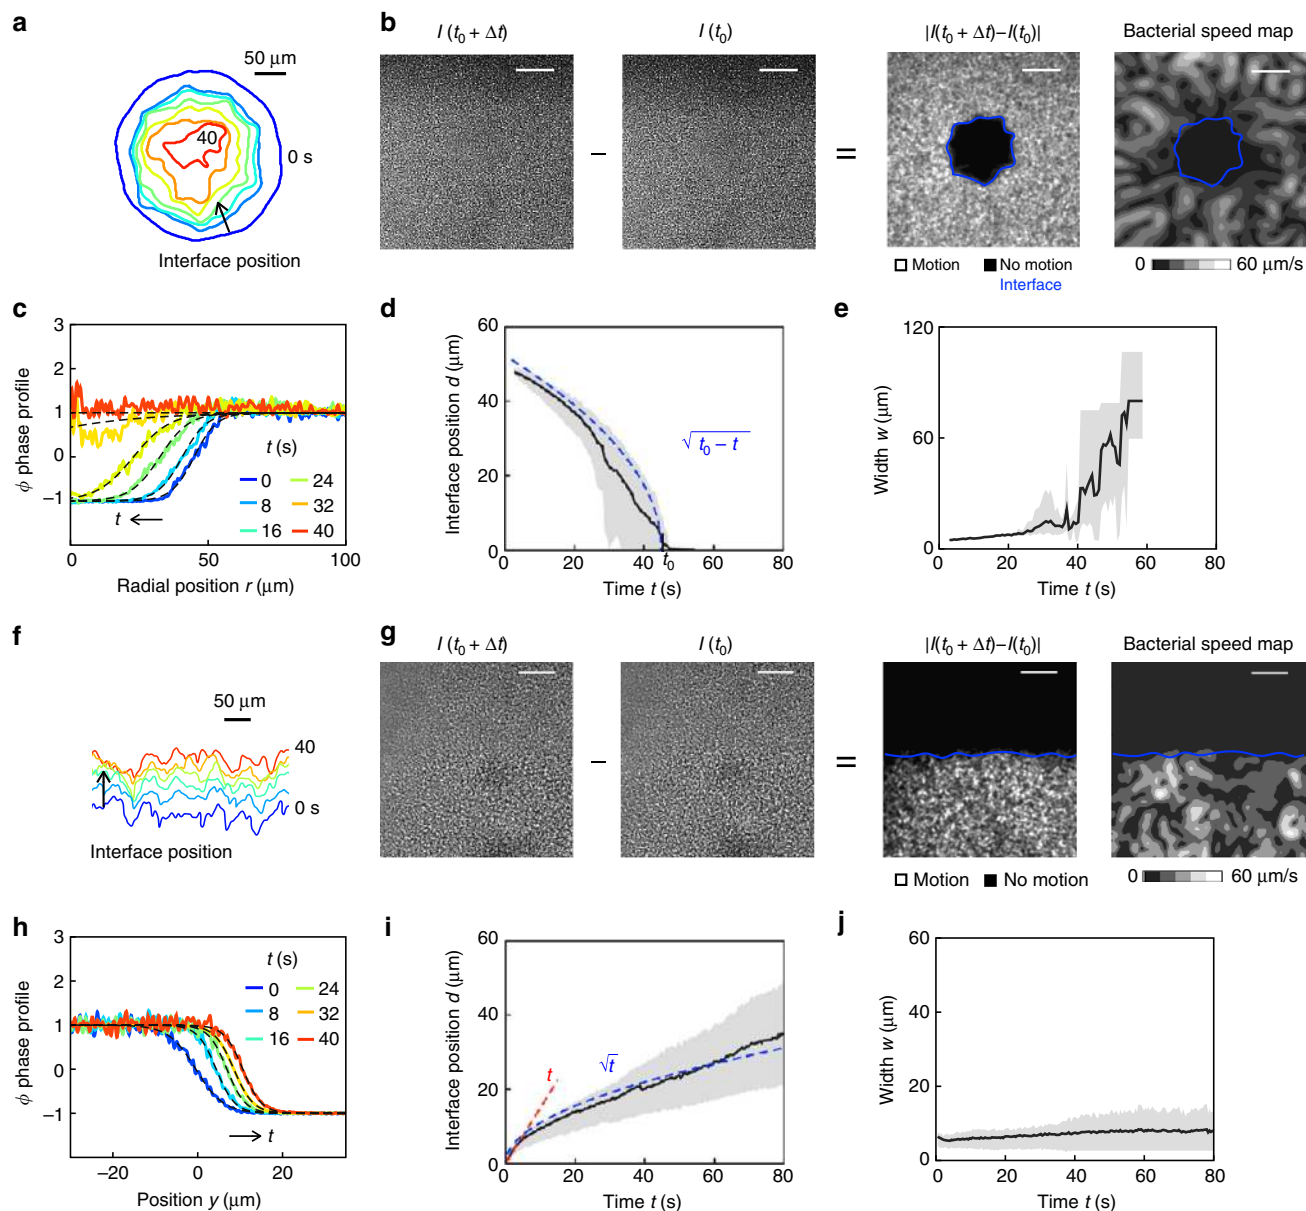 a
50 μm
40
0 s
Interface position
b
I (t0 + Δt)
I (t0)
|I(t0 + Δt)–I(t0)|
Bacterial speed map
–
=
Motion
No motion
Interface
0
60 μm/s
c
3
2
1
0
–1
ϕ phase profile
t (s)
0
8
16
24
32
40
t
0
50
100
Radial position r (μm)
d
60
40
20
0
Interface position d (μm)
√t0 – t
t0
0
20
40
60
80
Time t (s)
e
120
60
0
Width w (μm)
0
20
40
60
80
Time t (s)
f
50 μm
40
0 s
Interface position
g
I (t0 + Δt)
I (t0)
|I(t0 + Δt)–I(t0)|
Bacterial speed map
–
=
Motion
No motion
0
60 μm/s
h
3
2
1
0
–1
ϕ phase profile
t (s)
0
8
16
24
32
40
t
–20
0
20
Position y (μm)
i
60
40
20
0
Interface position d (μm)
t
√t
0
20
40
60
80
Time t (s)
j
60
40
20
0
Width w (μm)
0
20
40
60
80
Time t (s)